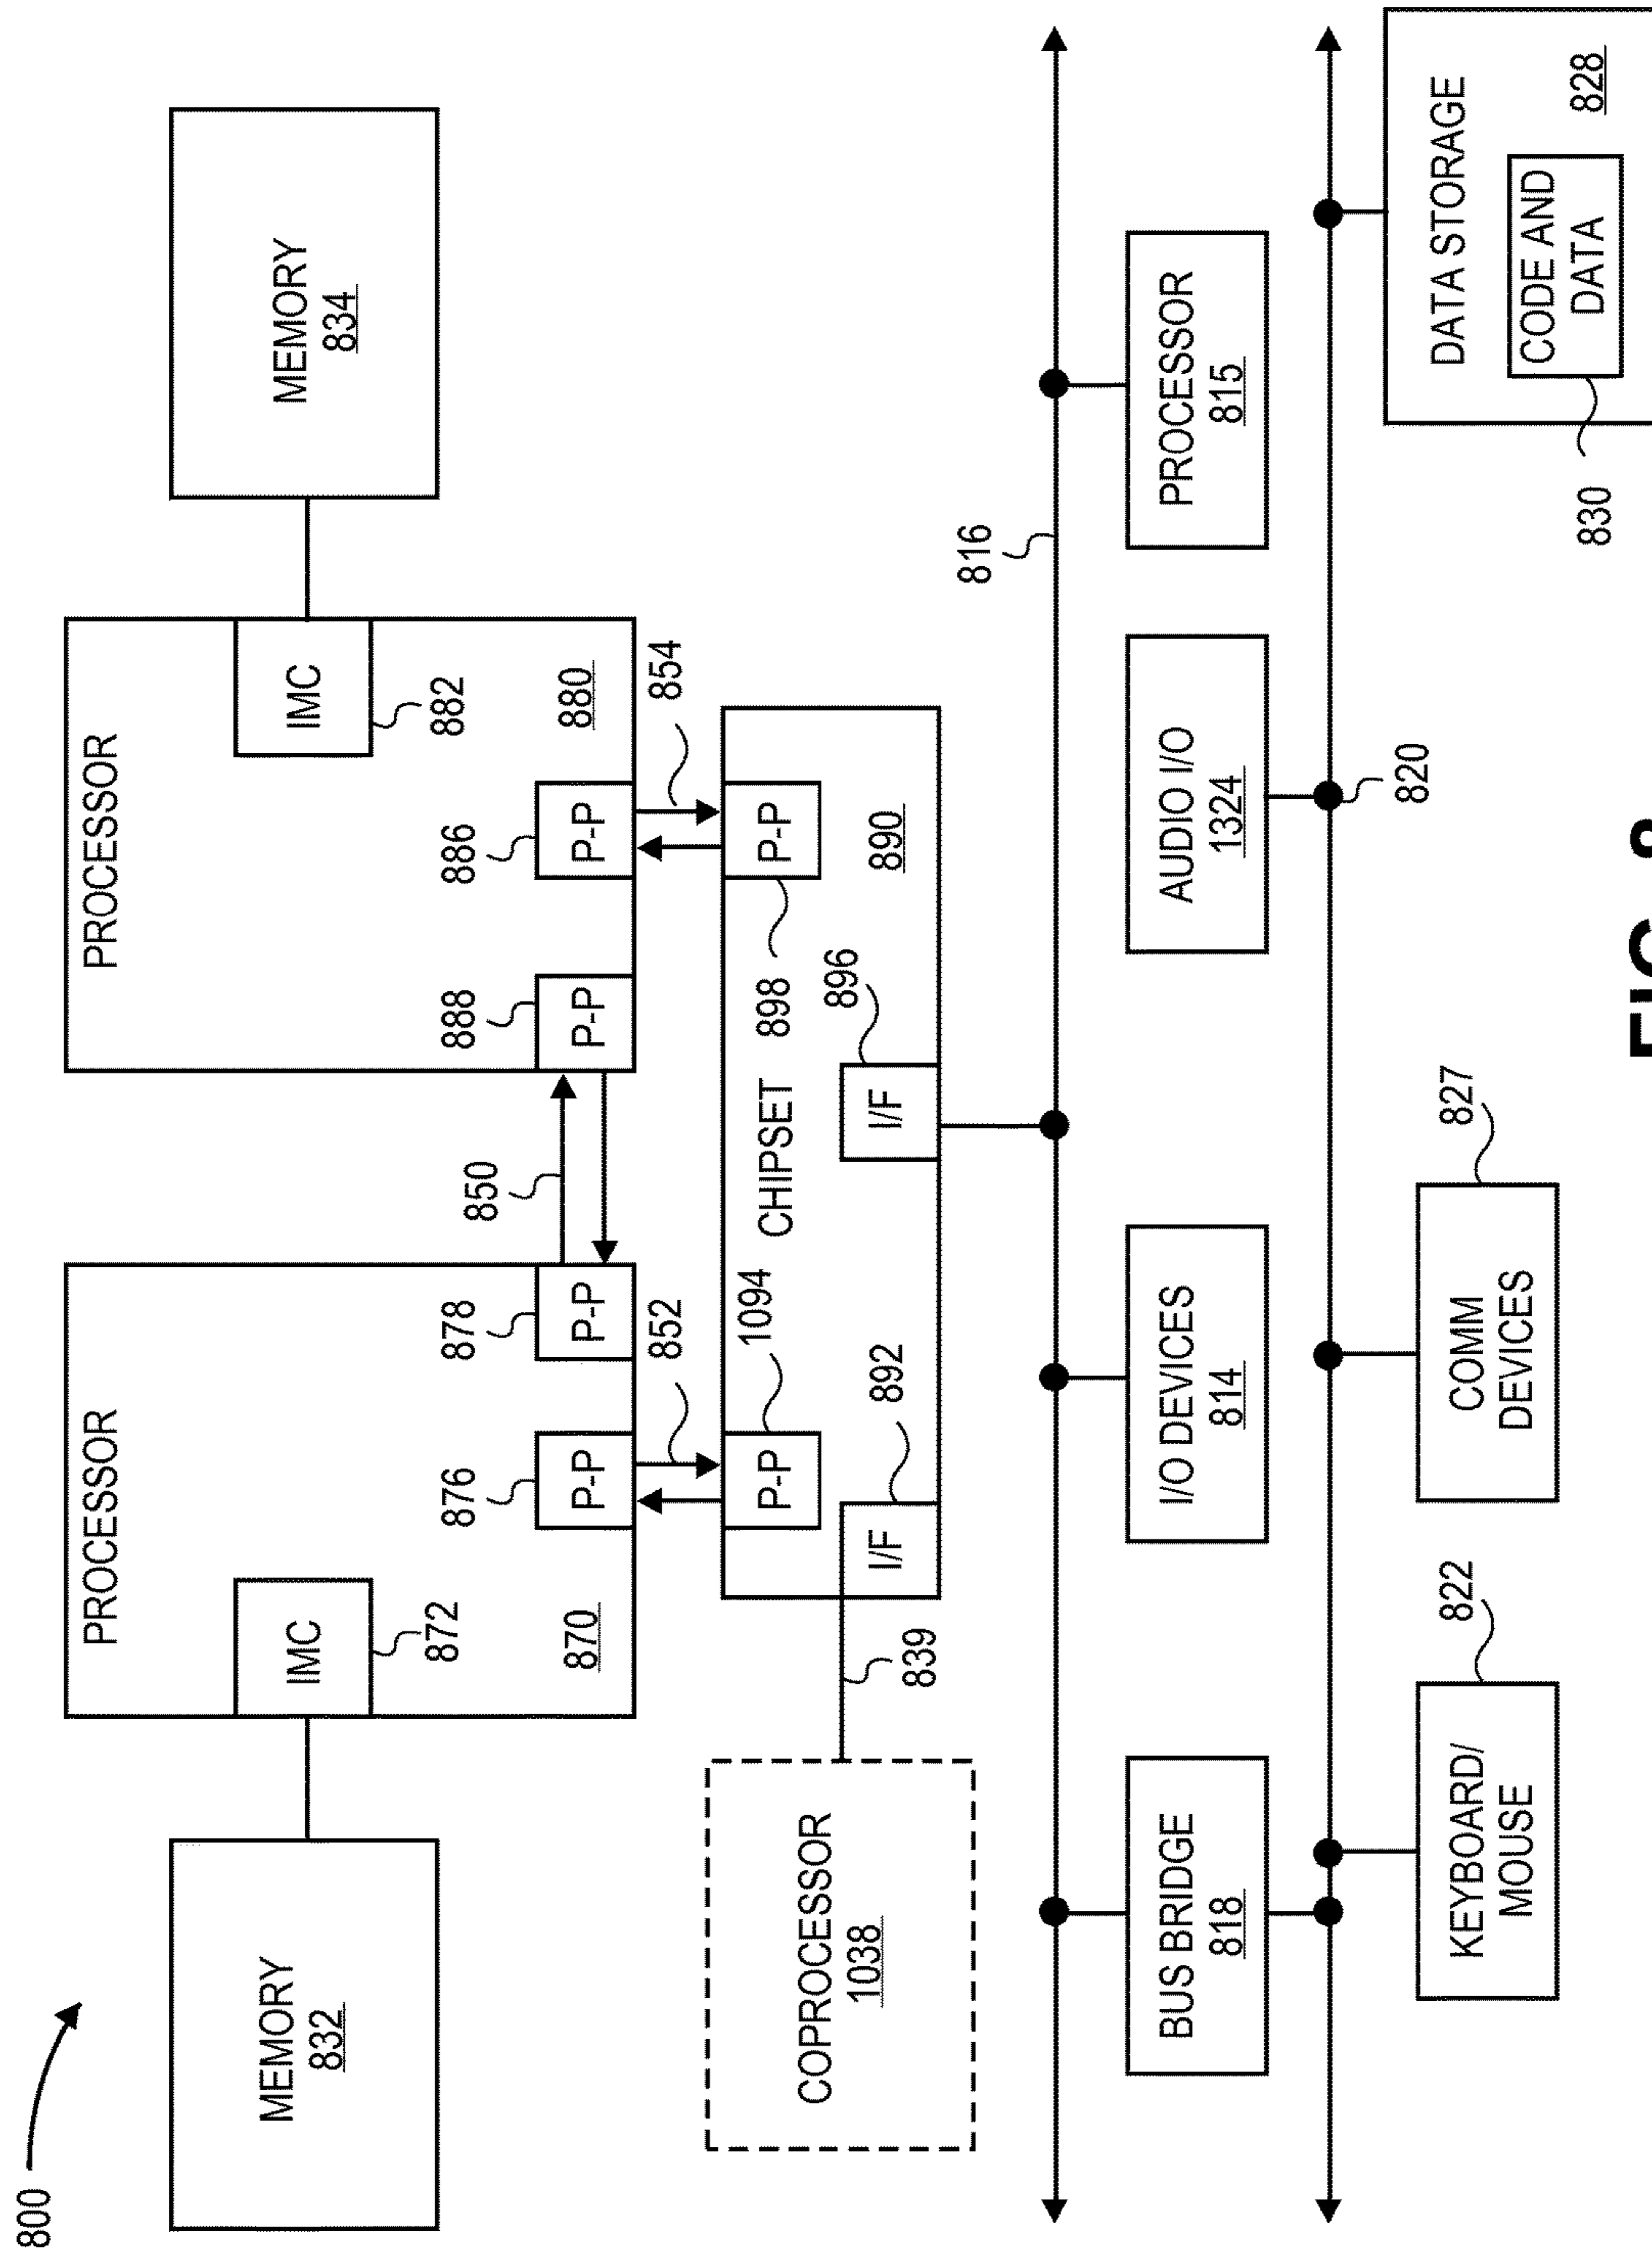 800
MEMORY
832
PROCESSOR
IMC
872
870
876
P-P
878
P-P
850
852
PROCESSOR
IMC
882
880
888
P-P
886
P-P
854
MEMORY
834
COPROCESSOR
1038
839
CHIPSET
890
P-P
1094
I/F
892
P-P
898
I/F
896
816
BUS BRIDGE
818
I/O DEVICES
814
AUDIO I/O
1324
PROCESSOR
815
820
KEYBOARD/
MOUSE
822
COMM
DEVICES
827
DATA STORAGE
828
CODE AND
DATA
830